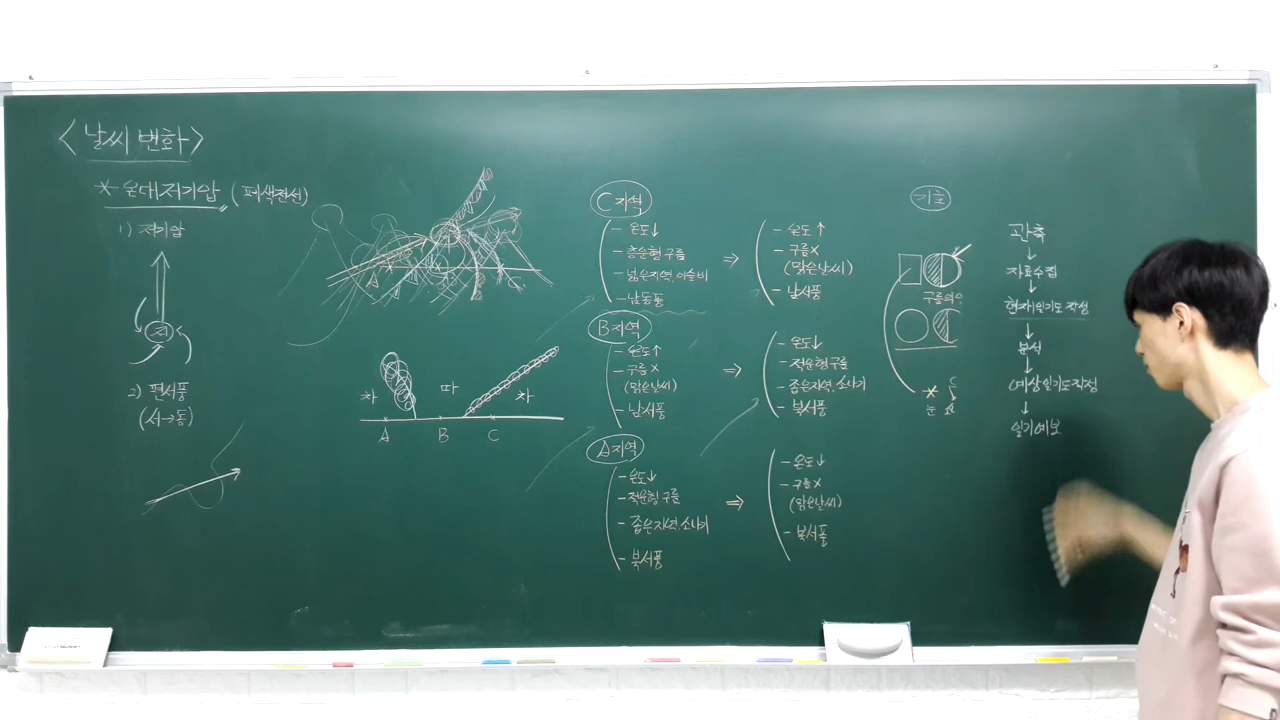 <날씨 변화>
* 온대저기압 (폐색전선)
1) 저기압
저
2) 편서풍
(서→동)
차 따 차
A B C
C 지역
- 온도↓
- 층운형 구름
- 넓은지역, 이슬비
- 남동풍
⇒
- 온도↑
- 구름×
(맑은날씨)
- 남서풍
B 지역
- 온도↑
- 구름×
(맑은날씨)
- 남서풍
⇒
- 온도↓
- 적운형구름
- 좁은지역, 소나기
- 북서풍
A 지역
- 온도↓
- 적운형 구름
- 좁은지역, 소나기
- 북서풍
⇒
- 온도↓
- 구름×
(맑은날씨)
- 북서풍
기호
구름의
눈
관측
↓
자료수집
↓
현재일기도 작성
↓
분석
↓
예상일기도작성
↓
일기예보